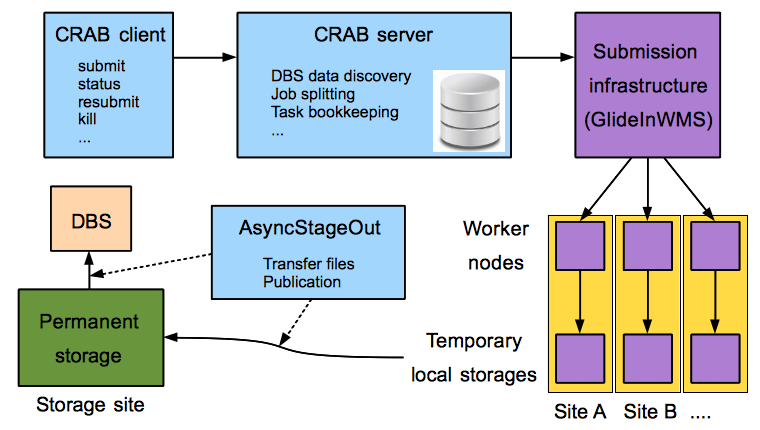 CRAB client
submit
status
resubmit
kill
...
CRAB server
DBS data discovery
Job splitting
Task bookkeeping
...
Submission
infrastructure
(GlideInWMS)
DBS
AsyncStageOut
Transfer files
Publication
Worker
nodes
Permanent
storage
Storage site
Temporary
local storages
Site A
Site B
....